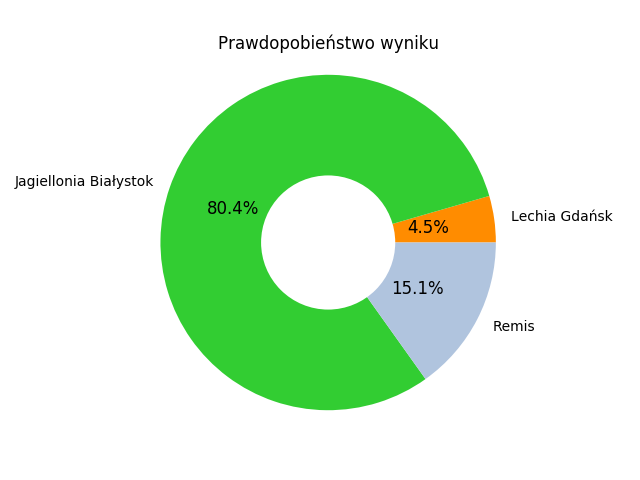 Prawdopobieństwo wyniku
Jagiellonia Białystok
80.4%
4.5%
Lechia Gdańsk
15.1%
Remis